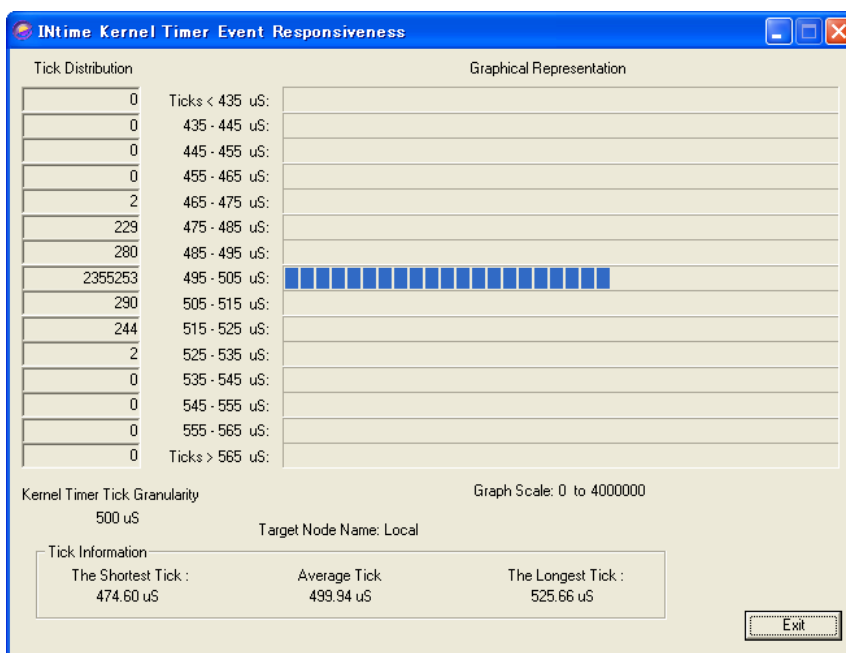 INtime Kernel Timer Event Responsiveness
Tick Distribution Graphical Representation
0 Ticks < 435 uS:
0 435 - 445 uS:
0 445 - 455 uS:
0 455 - 465 uS:
2 465 - 475 uS:
229 475 - 485 uS:
280 485 - 495 uS:
2355253 495 - 505 uS:
290 505 - 515 uS:
244 515 - 525 uS:
2 525 - 535 uS:
0 535 - 545 uS:
0 545 - 555 uS:
0 555 - 565 uS:
0 Ticks > 565 uS:
Kernel Timer Tick Granularity Graph Scale: 0 to 4000000
500 uS
Target Node Name: Local
Tick Information
The Shortest Tick : Average Tick The Longest Tick :
474.60 uS 499.94 uS 525.66 uS
Exit